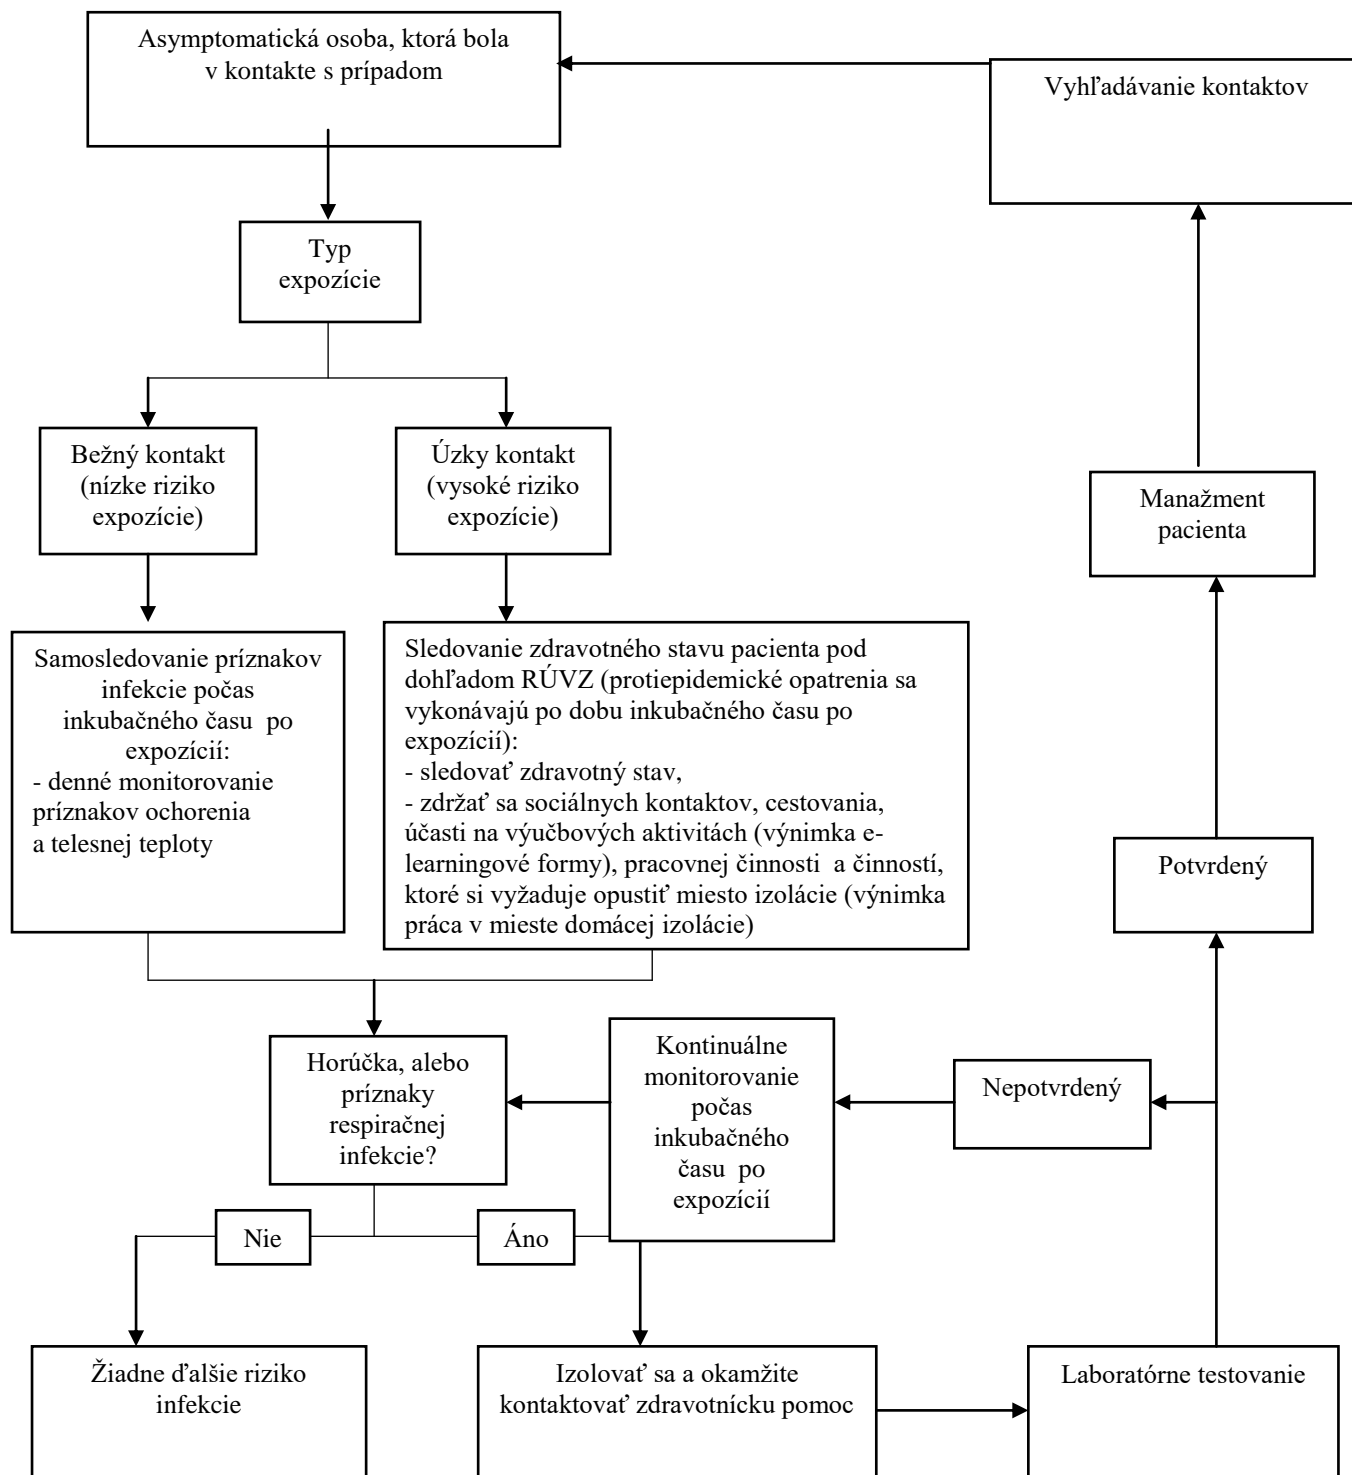 Asymptomatická osoba, ktorá bola
v kontakte s prípadom
Vyhľadávanie kontaktov
Typ
expozície
Bežný kontakt
(nízke riziko
expozície)
Úzky kontakt
(vysoké riziko
expozície)
Manažment
pacienta
Samosledovanie príznakov
infekcie počas
inkubačného času  po
expozícií:
- denné monitorovanie
príznakov ochorenia
a telesnej teploty
Sledovanie zdravotného stavu pacienta pod
dohľadom RÚVZ (protiepidemické opatrenia sa
vykonávajú po dobu inkubačného času po
expozícií):
- sledovať zdravotný stav,
- zdržať sa sociálnych kontaktov, cestovania,
účasti na výučbových aktivitách (výnimka e-
learningové formy), pracovnej činnosti  a činností,
ktoré si vyžaduje opustiť miesto izolácie (výnimka
práca v mieste domácej izolácie)
Potvrdený
Horúčka, alebo
príznaky
respiračnej
infekcie?
Kontinuálne
monitorovanie
počas
inkubačného
času  po
expozícií
Nepotvrdený
Nie
Áno
Žiadne ďalšie riziko
infekcie
Izolovať sa a okamžite
kontaktovať zdravotnícku pomoc
Laboratórne testovanie